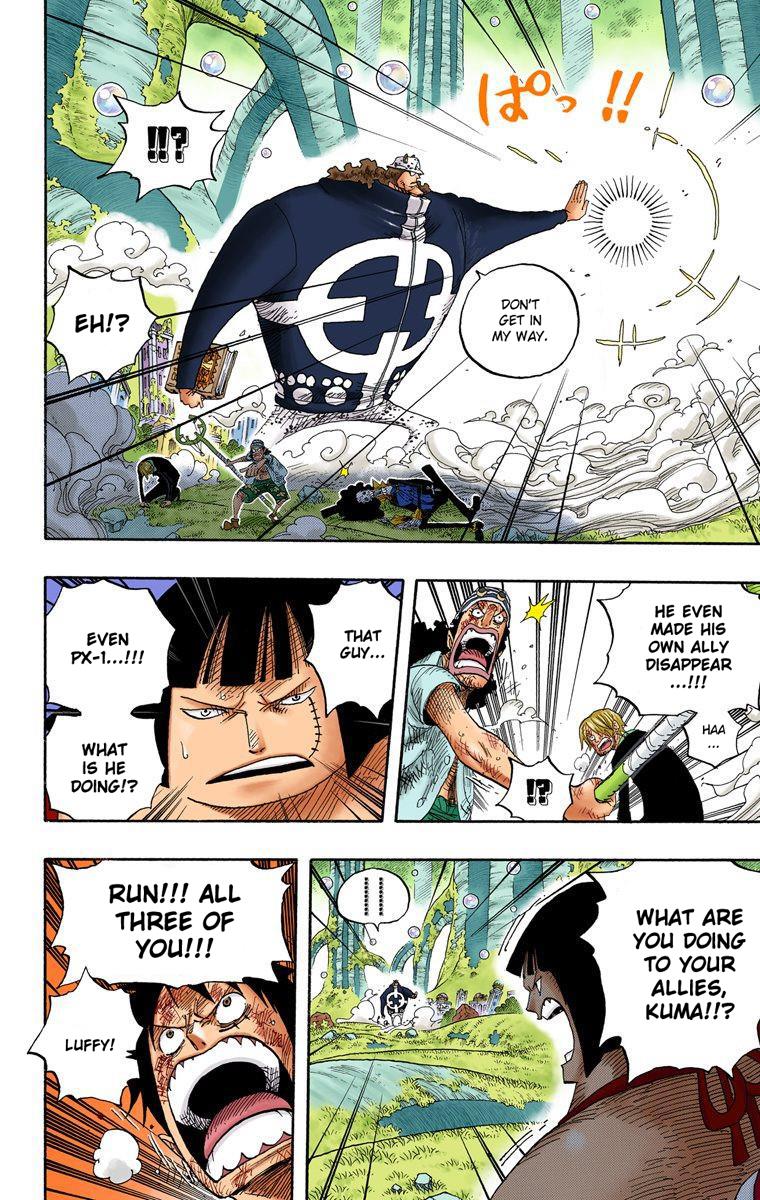 ぱっ!!
!!?
EH!?
DON'T
GET IN
MY WAY.
HE EVEN
MADE HIS
OWN ALLY
DISAPPEAR
...!!!
HAA
...
!?
THAT
GUY...
EVEN
PX-1...!!!
WHAT
IS HE
DOING!?
WHAT ARE
YOU DOING
TO YOUR
ALLIES,
KUMA!!?
!!
RUN!!! ALL
THREE OF
YOU!!!
LUFFY!